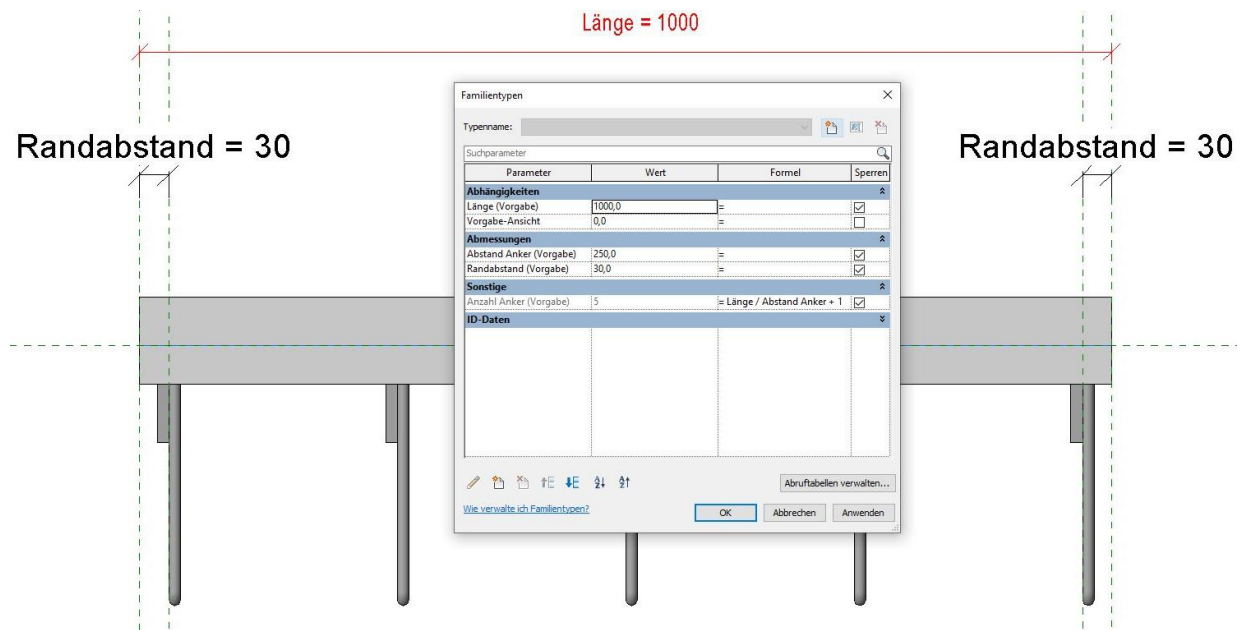 Länge = 1000
Randabstand = 30
Randabstand = 30
Familientypen
Typenname:
Suchparameter
Parameter Wert Formel Sperren
Abhängigkeiten
Länge (Vorgabe) 1000,0 =
Vorgabe-Ansicht 0,0 =
Abmessungen
Abstand Anker (Vorgabe) 250,0 =
Randabstand (Vorgabe) 30,0 =
Sonstige
Anzahl Anker (Vorgabe) 5 = Länge / Abstand Anker + 1
ID-Daten
Abruftabellen verwalten...
Wie verwalte ich Familientypen?
OK Abbrechen Anwenden